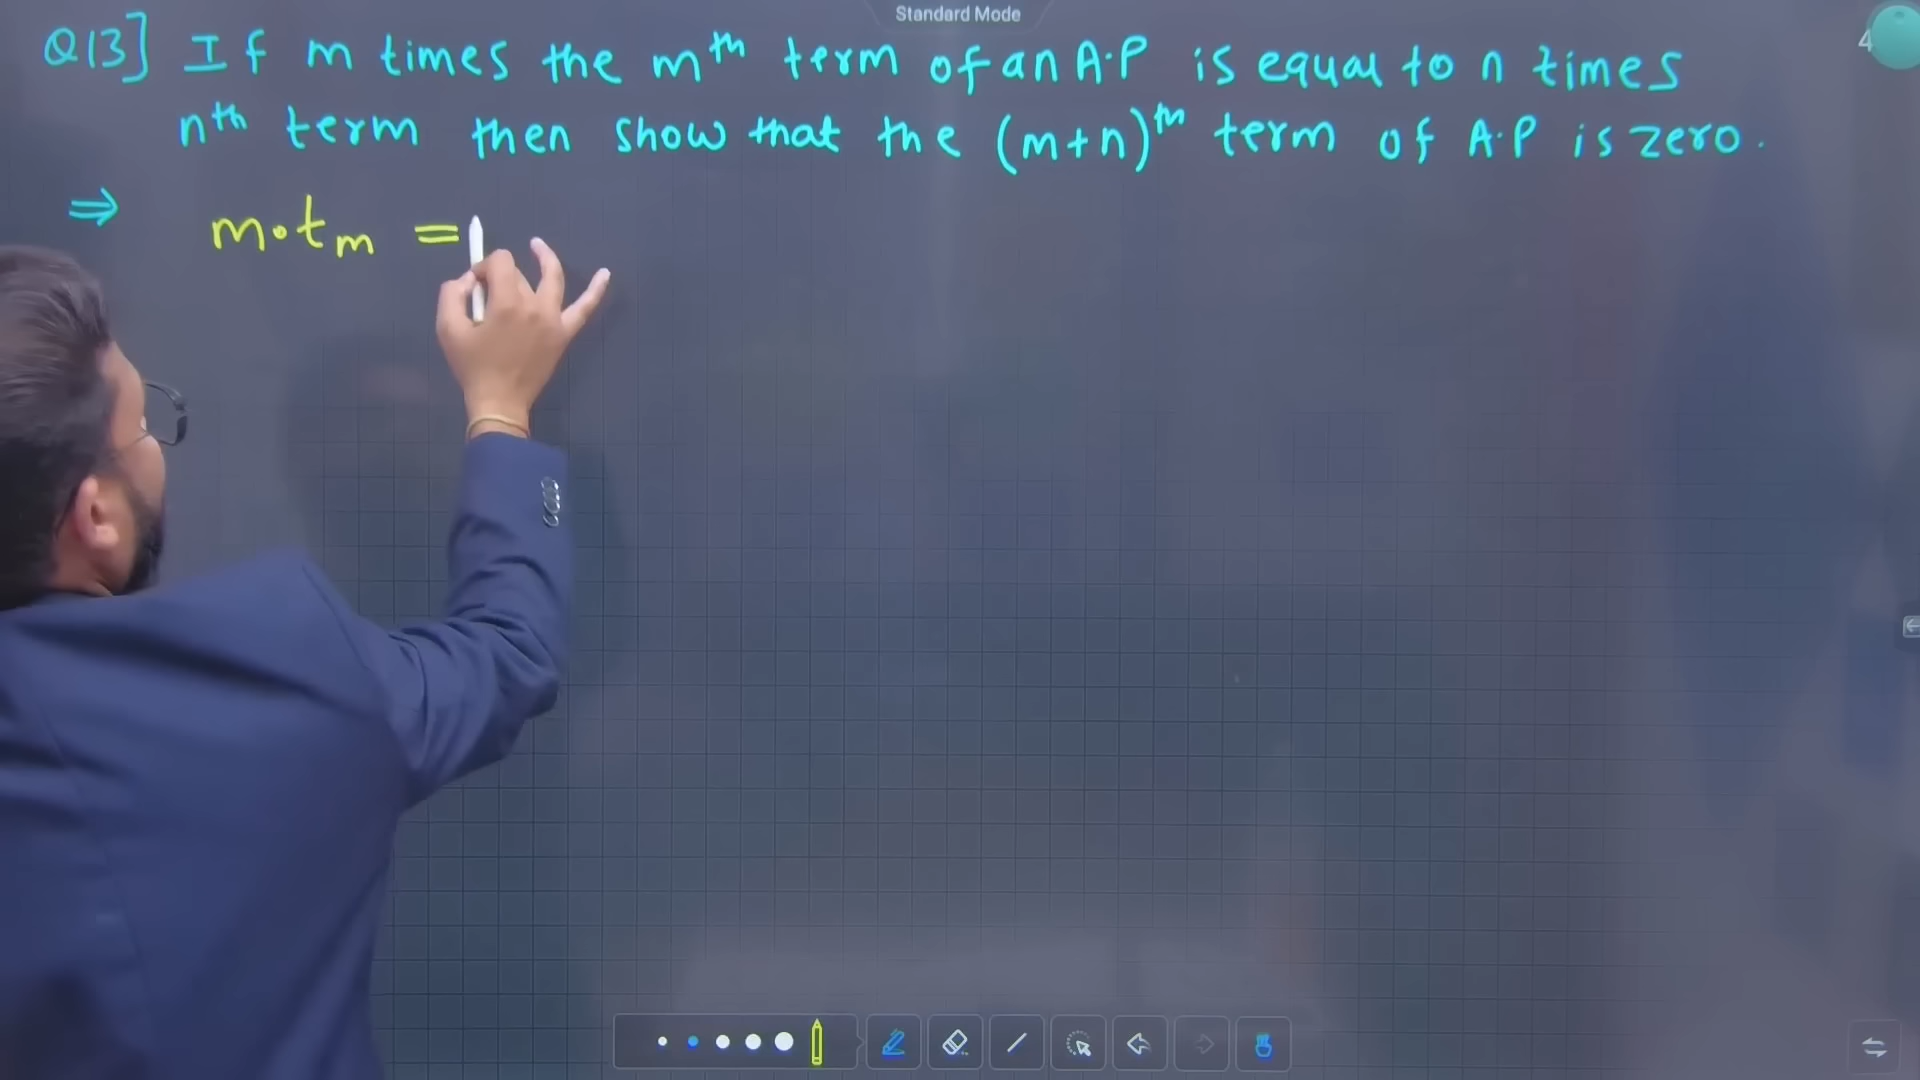 Standard Mode
4
Q13] If m times the mᵗʰ term of an A.P is equal to n times
nᵗʰ term then show that the (m+n)ᵗʰ term of A.P is zero.
⇒ m·tₘ =